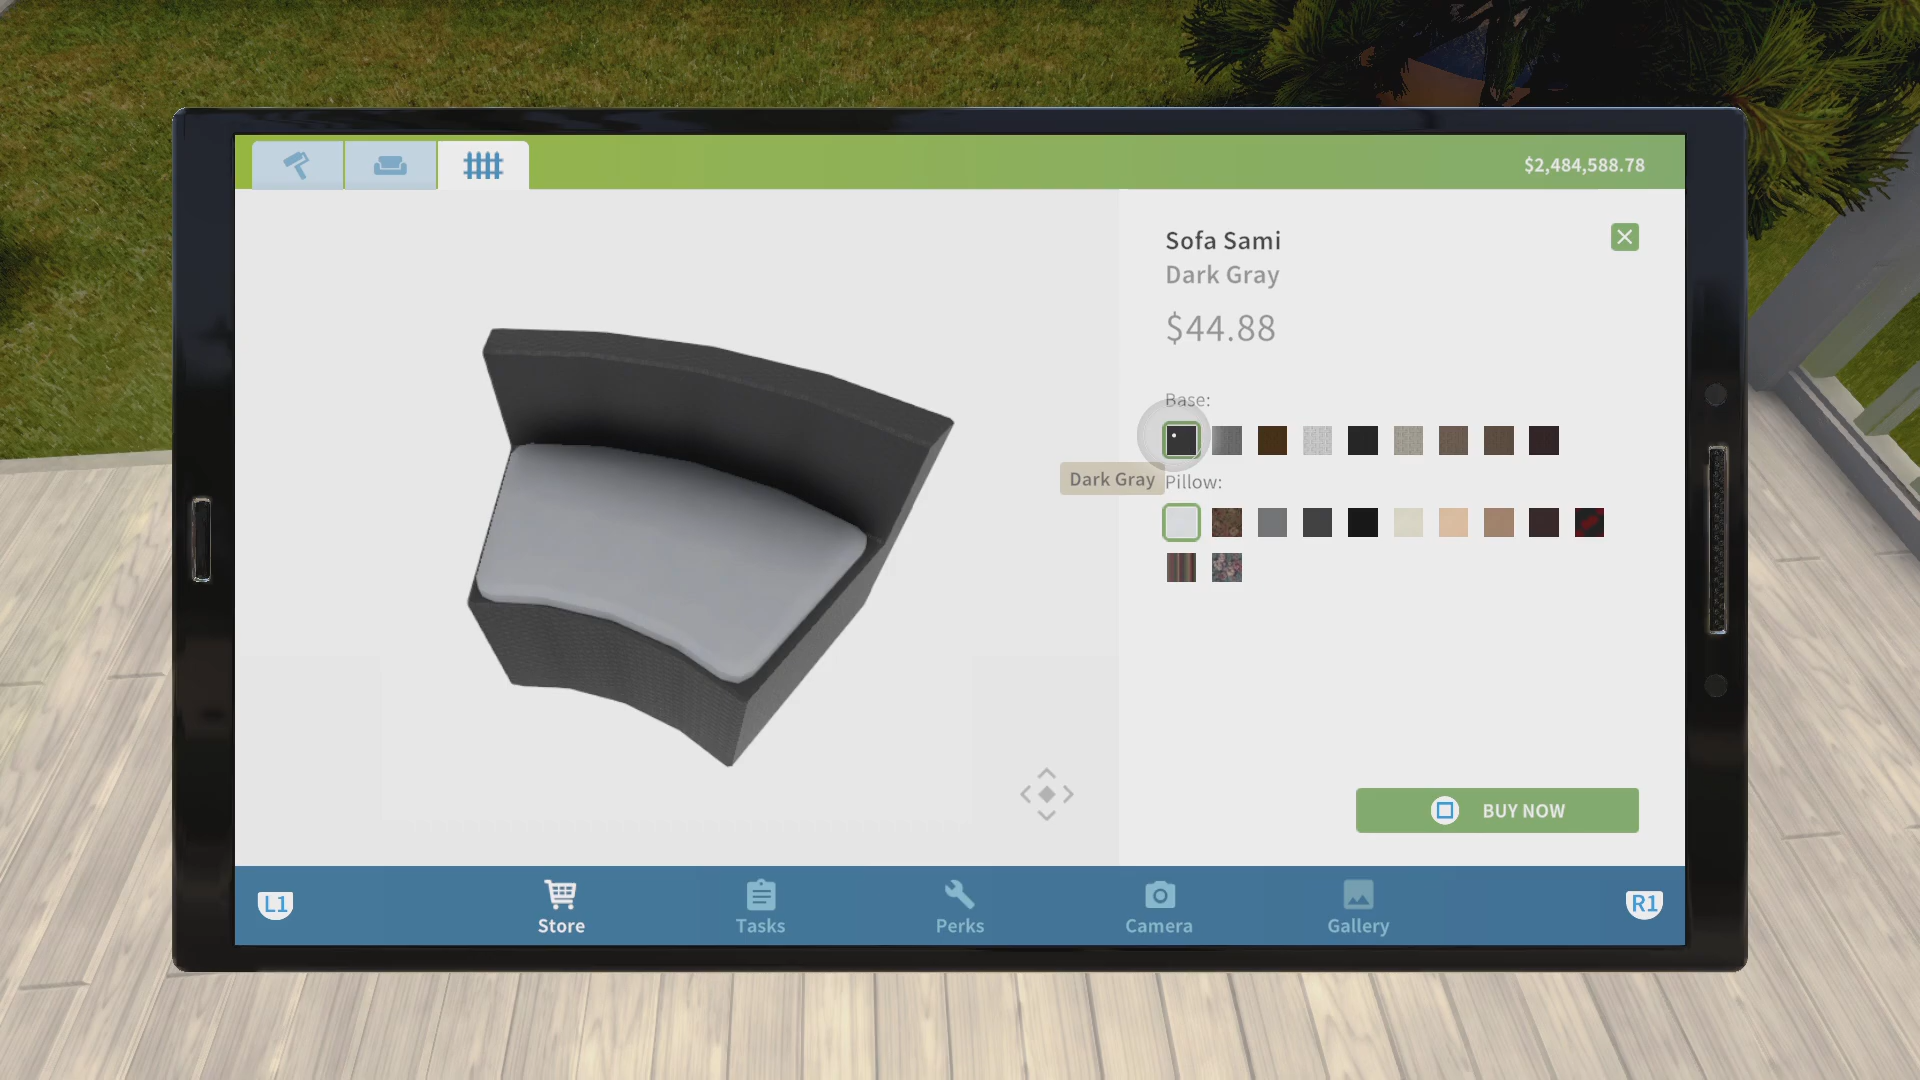 $2,484,588.78
Sofa Sami
Dark Gray
$44.88
Base:
Dark Gray
Pillow:
BUY NOW
L1
Store
Tasks
Perks
Camera
Gallery
R1